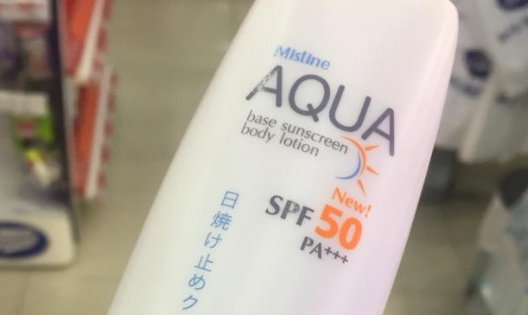 Mistine
AQUA
base sunscreen
body lotion
New!
SPF 50
PA+++
日焼け止めク